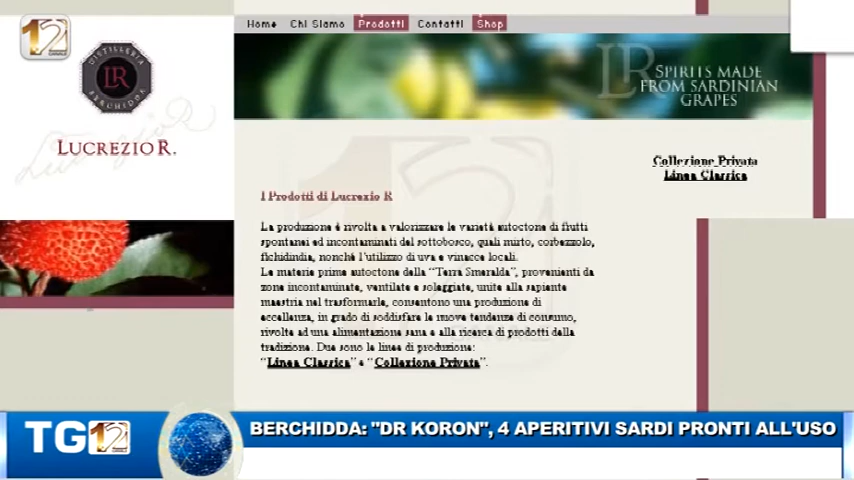 12
Home Chi Siamo Prodotti Contatti Shop
DISTILLERIA
LR
BERCHIDDA
LUCREZIO R.
LR SPIRITS MADE
FROM SARDINIAN
GRAPES
Collezione Privata
Linea Classica
I Prodotti di Lucrezio R
La produzione è rivolta a valorizzare le varietà autoctone di frutti
spontanei ed incontaminati del sottobosco, quali mirto, corbezzolo,
fichidindia, nonché l'utilizzo di uva e vinacce locali.
Le materie prime autoctone della "Terra Smeralda", provenienti da
zone incontaminate, ventilate e soleggiate, unite alla sapiente
maestria nel trasformarle, consentono una produzione di
eccellenza, in grado di soddisfare le nuove tendenze di consumo,
rivolte ad una alimentazione sana e alla ricerca di prodotti della
tradizione. Due sono le linee di produzione:
"Linea Classica" e "Collezione Privata".
TG12
BERCHIDDA: "DR KORON", 4 APERITIVI SARDI PRONTI ALL'USO